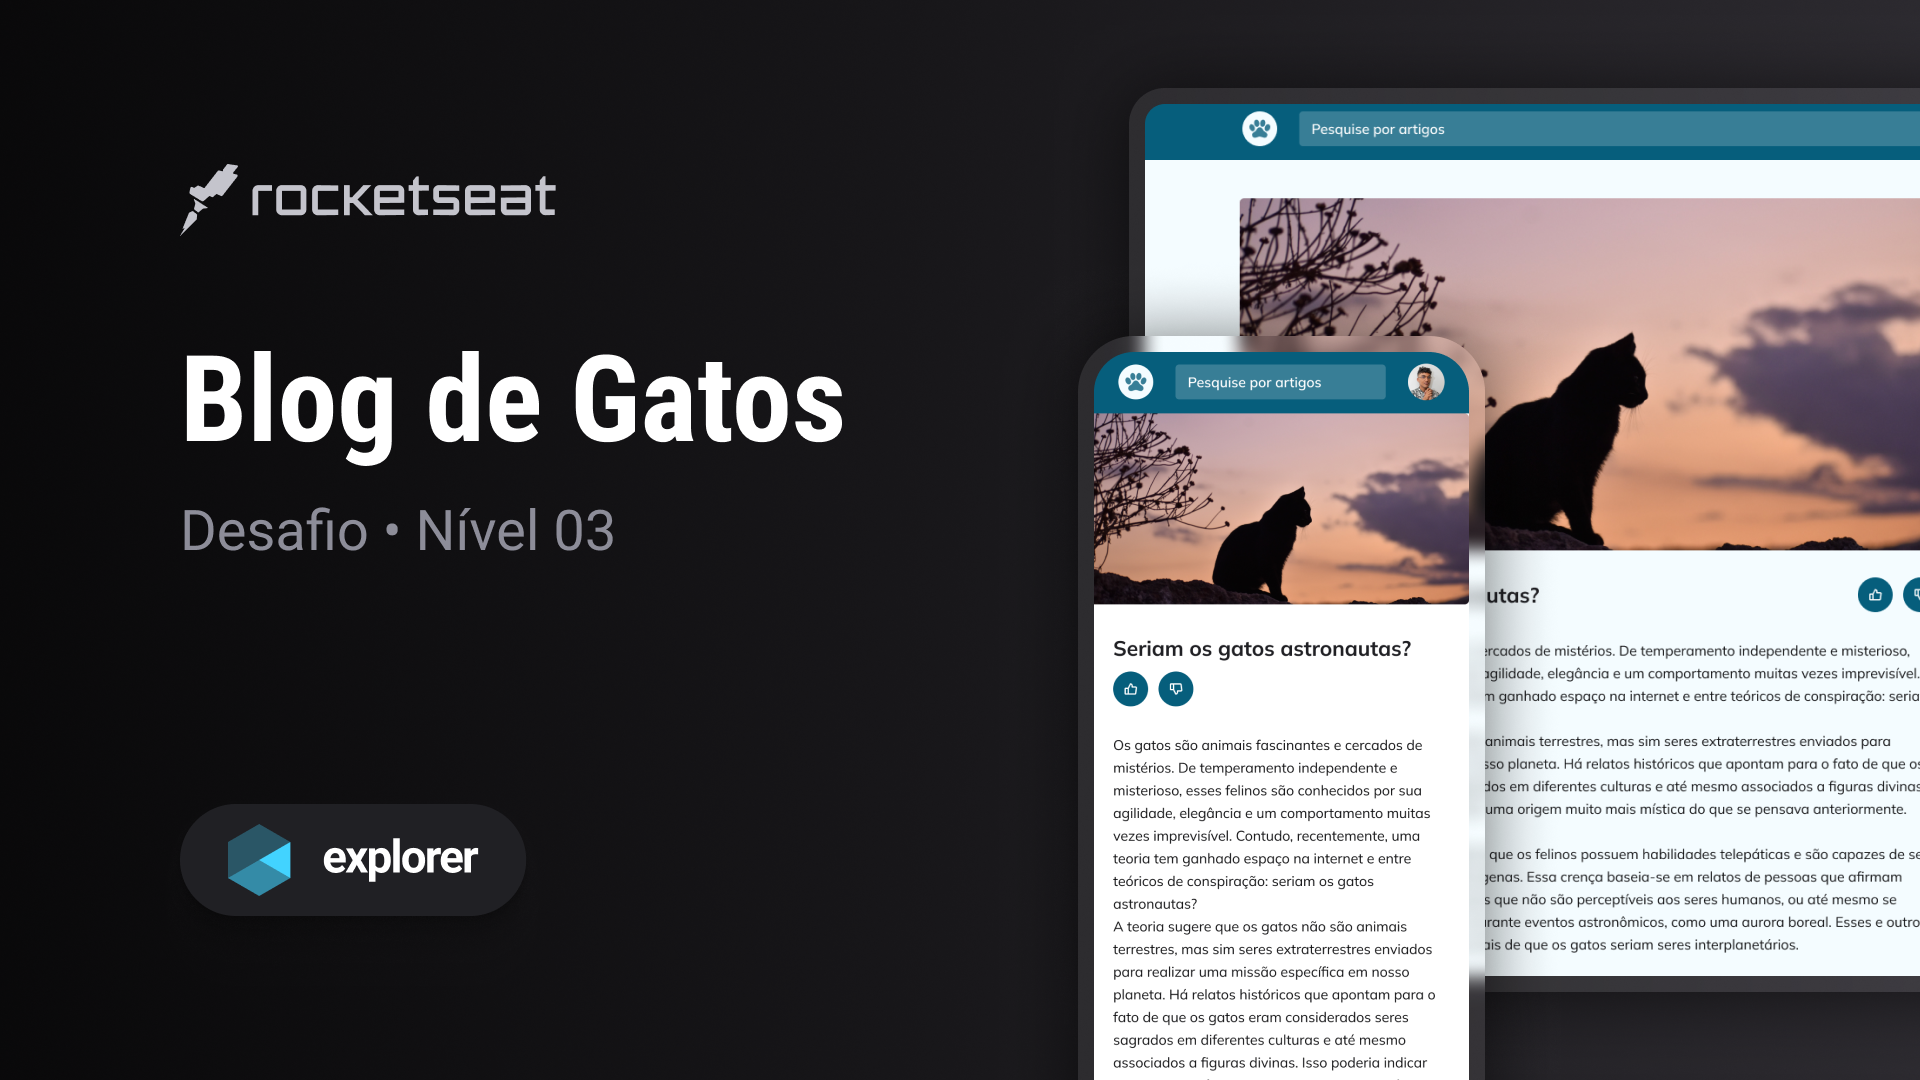 rocketseat
Blog de Gatos
Desafio • Nível 03
explorer
Pesquise por artigos
Pesquise por artigos
Seriam os gatos astronautas?
Os gatos são animais fascinantes e cercados de
mistérios. De temperamento independente e
misterioso, esses felinos são conhecidos por sua
agilidade, elegância e um comportamento muitas
vezes imprevisível. Contudo, recentemente, uma
teoria tem ganhado espaço na internet e entre
teóricos de conspiração: seriam os gatos
astronautas?
A teoria sugere que os gatos não são animais
terrestres, mas sim seres extraterrestres enviados
para realizar uma missão específica em nosso
planeta. Há relatos históricos que apontam para o
fato de que os gatos eram considerados seres
sagrados em diferentes culturas e até mesmo
associados a figuras divinas. Isso poderia indicar
utas?
de mistérios. De temperamento independente e misterioso,
agilidade, elegância e um comportamento muitas vezes imprevisível.
ganhado espaço na internet e entre teóricos de conspiração: seria
animais terrestres, mas sim seres extraterrestres enviados para
planeta. Há relatos históricos que apontam para o fato de que os
em diferentes culturas e até mesmo associados a figuras divinas
uma origem muito mais mística do que se pensava anteriormente.
que os felinos possuem habilidades telepáticas e são capazes de se
Essa crença baseia-se em relatos de pessoas que afirmam
que não são perceptíveis aos seres humanos, ou até mesmo se
eventos astronômicos, como uma aurora boreal. Esses e outro
de que os gatos seriam seres interplanetários.